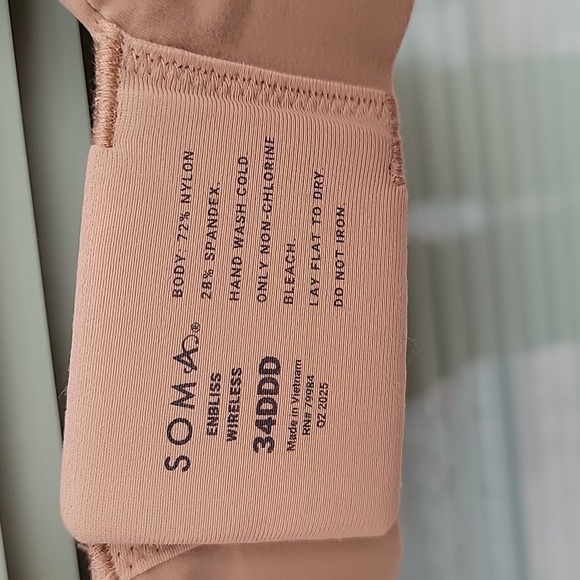 SOMA®
ENBLISS
WIRELESS
34DDD
Made in Vietnam
RN# 79984
Q2 2025
BODY: 72% NYLON
28% SPANDEX.
HAND WASH COLD.
ONLY NON-CHLORINE
BLEACH.
LAY FLAT TO DRY.
DO NOT IRON.